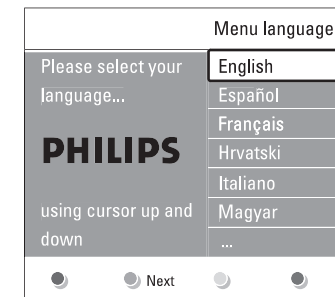 Menu language
Please select your
language...
PHILIPS
using cursor up and
down
English
Español
Français
Hrvatski
Italiano
Magyar
...
Next